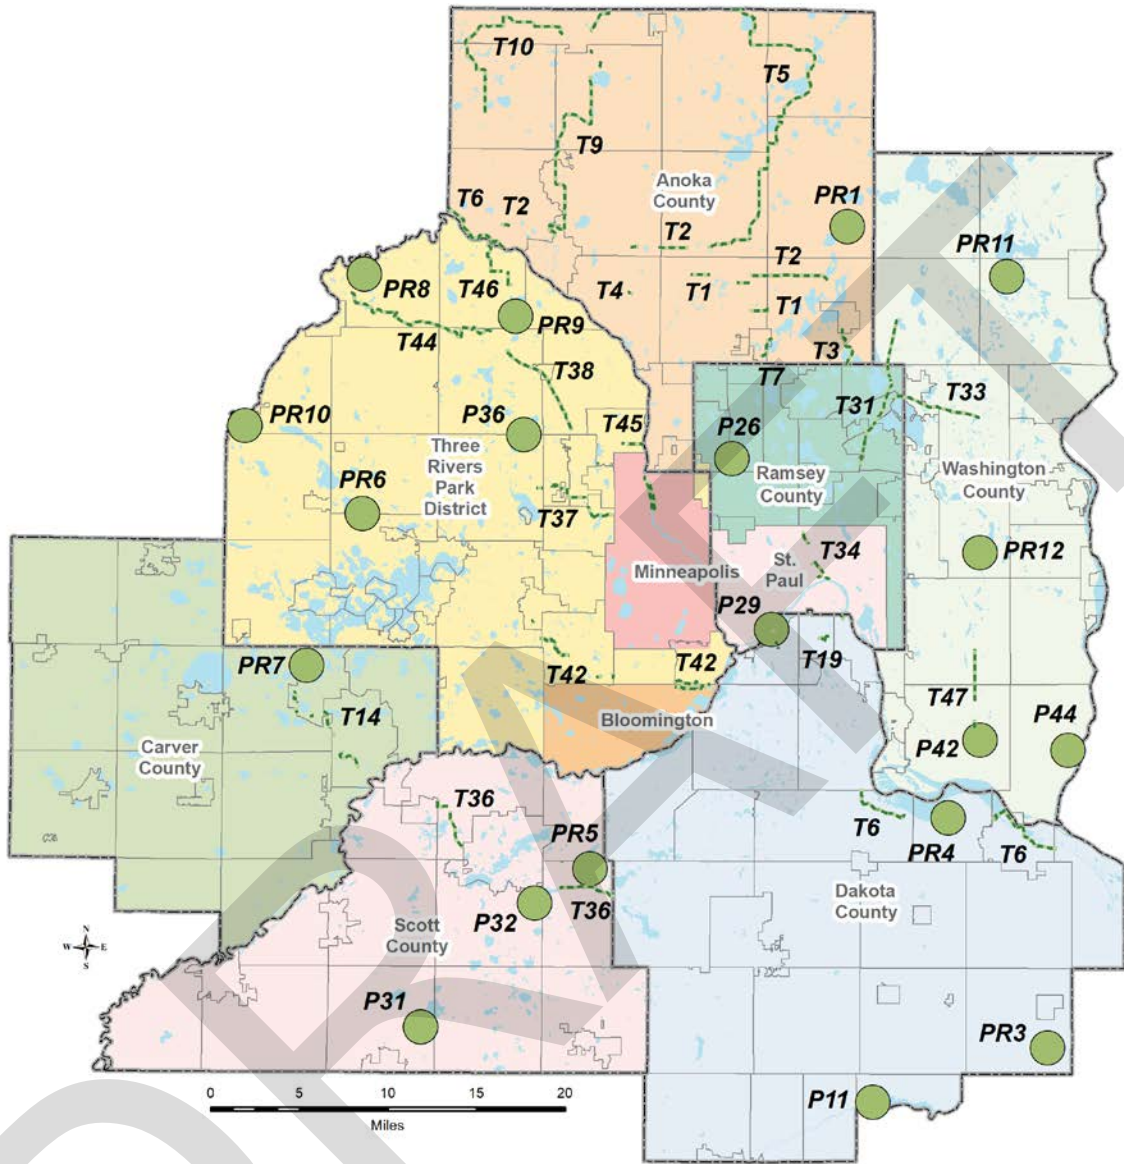 T10
T5
T9
Anoka
County
T6
T2
PR1
T2
PR11
T2
PR8
T46
T4
T1
T1
PR9
T44
T3
T38
T7
T33
PR10
P36
T31
T45
P26
Three
Rivers
Park
District
Ramsey
County
Washington
County
PR6
T37
T34
PR12
St.
Paul
Minneapolis
P29
PR7
T42
T42
T19
T47
P44
T14
Bloomington
P42
Carver
County
T36
PR5
T6
PR4
T6
Dakota
County
P32
T36
Scott
County
N
W E
S
P31
PR3
P11
0 5 10 15 20
Miles
DRAFT